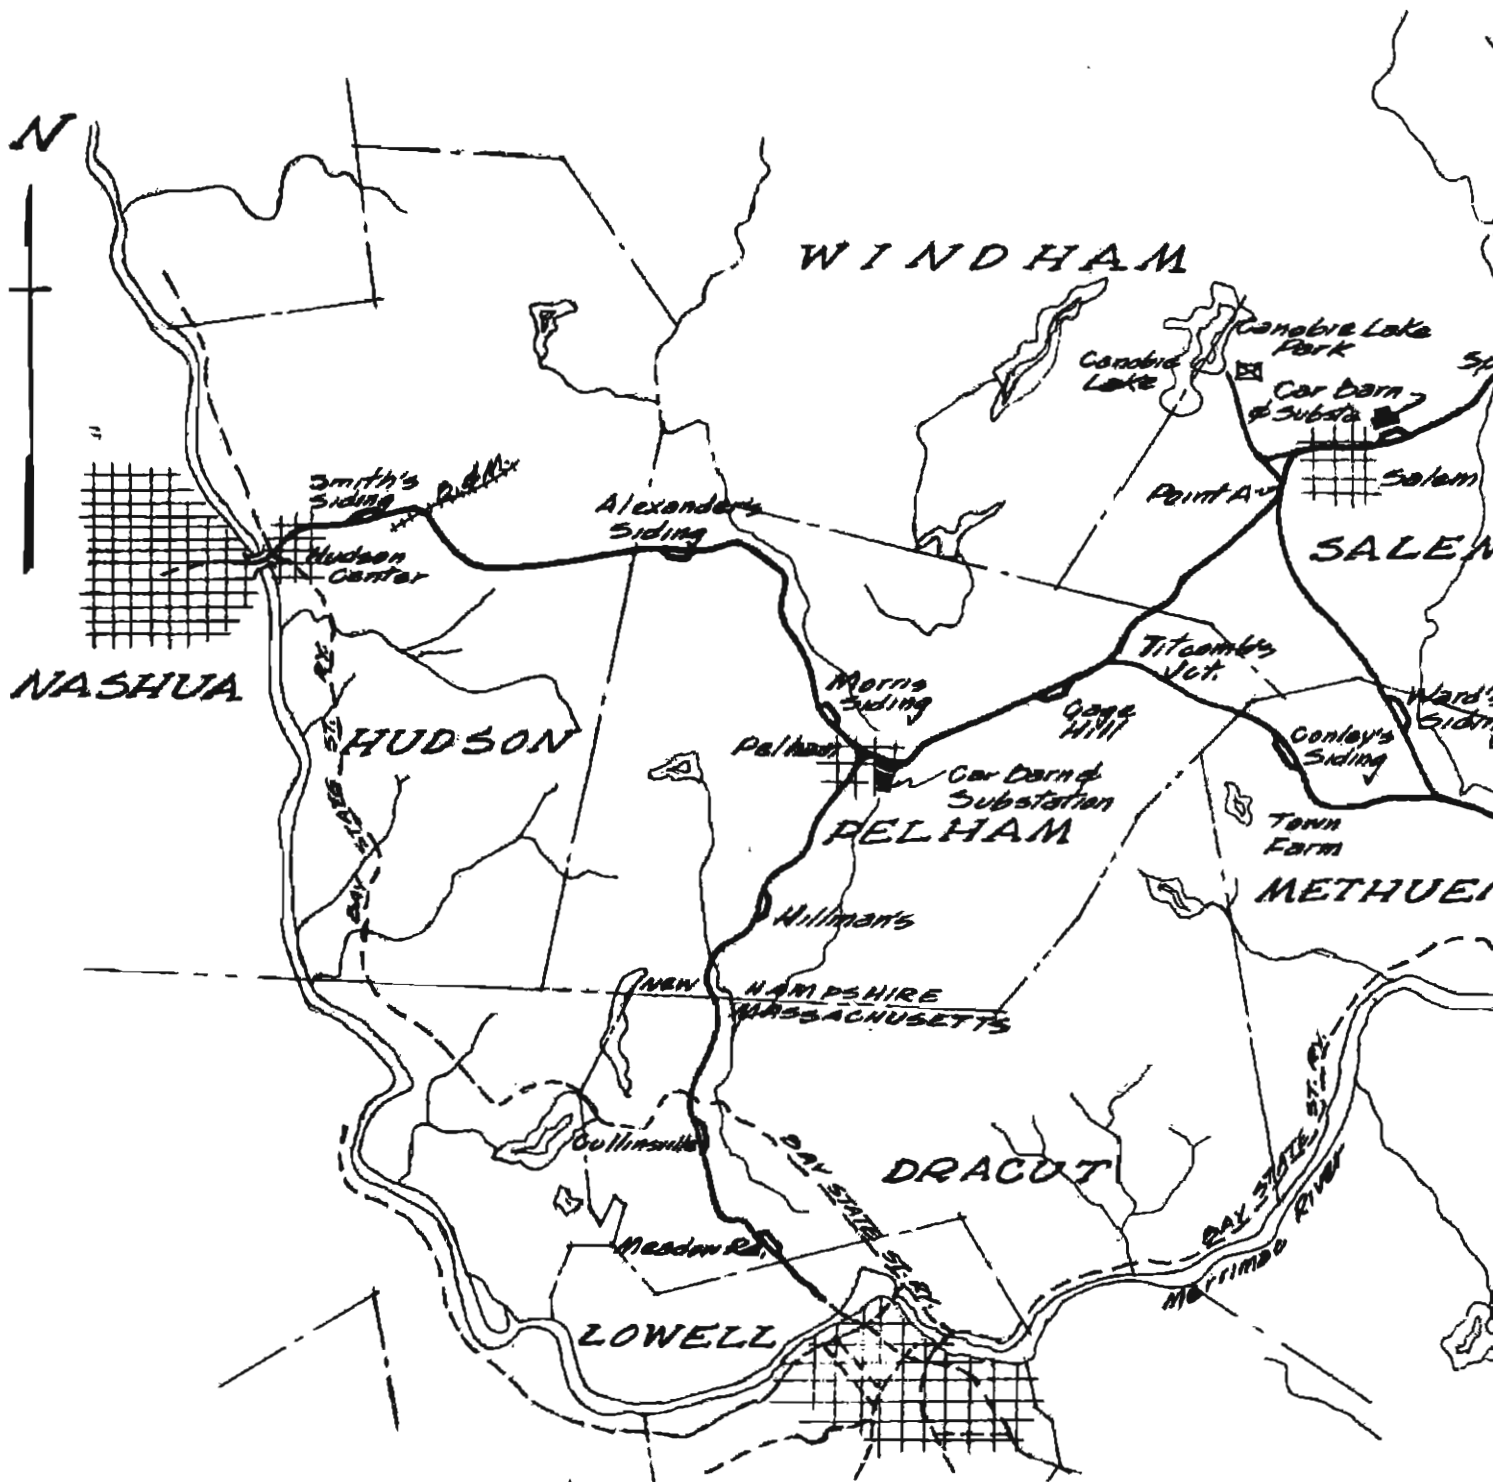 N
WINDHAM
Canobie Lake
Park
Canobie
Lake
Car Barn
& Substa
Salem
Point A
SALEM
Smith's
Siding
B. & M.
Alexander's
Siding
Hudson
Center
NASHUA
HUDSON
BAY STATE ST. RY.
Morris
Siding
Titcomb's
Jct.
Gage
Hill
Ward's
Siding
Conley's
Siding
Pelham
Car Barn &
Substation
PELHAM
Town
Farm
METHUEN
Hillman's
NEW HAMPSHIRE
MASSACHUSETTS
Collinsville
DRACUT
BAY STATE ST. RY.
BAY STATE ST. RY.
Merrimac River
Meadow Rd.
LOWELL